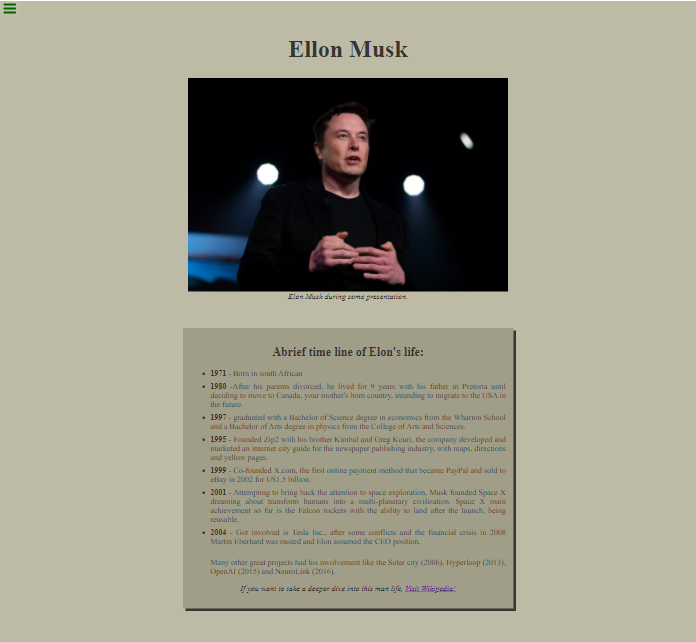 Ellon Musk
Elon Musk during some presentation.
Abrief time line of Elon's life:
1971 - Born in south African
1980 -After his parents divorced, he lived for 9 years with his father in Pretoria until
deciding to move to Canada, your mother's born country, intending to migrate to the USA in
the future.
1997 - graduated with a Bachelor of Science degree in economics from the Wharton School
and a Bachelor of Arts degree in physics from the College of Arts and Sciences.
1995 - Founded Zip2 with his brother Kimbal and Greg Kouri, the company developed and
marketed an internet city guide for the newspaper publishing industry, with maps, directions
and yellow pages.
1999 - Co-founded X.com, the first online payment method that became PayPal and sold to
eBay in 2002 for US1.5 billion.
2001 - Attempting to bring back the attention to space exploration, Musk founded Space X
dreaming about transform humans into a multi-planetary civilization. Space X main
achievement so far is the Falcon rockets with the ability to land after the launch, being
reusable.
2004 - Got involved is Tesla Inc., after some conflicts and the financial crisis in 2008
Martin Eberhard was ousted and Elon assumed the CEO position.
Many other great projects had his involvement like the Solar city (2006), Hyperloop (2013),
OpenAI (2015) and NeuroLink (2016).
If you want to take a deeper dive into this man life, Visit Wikipedia!